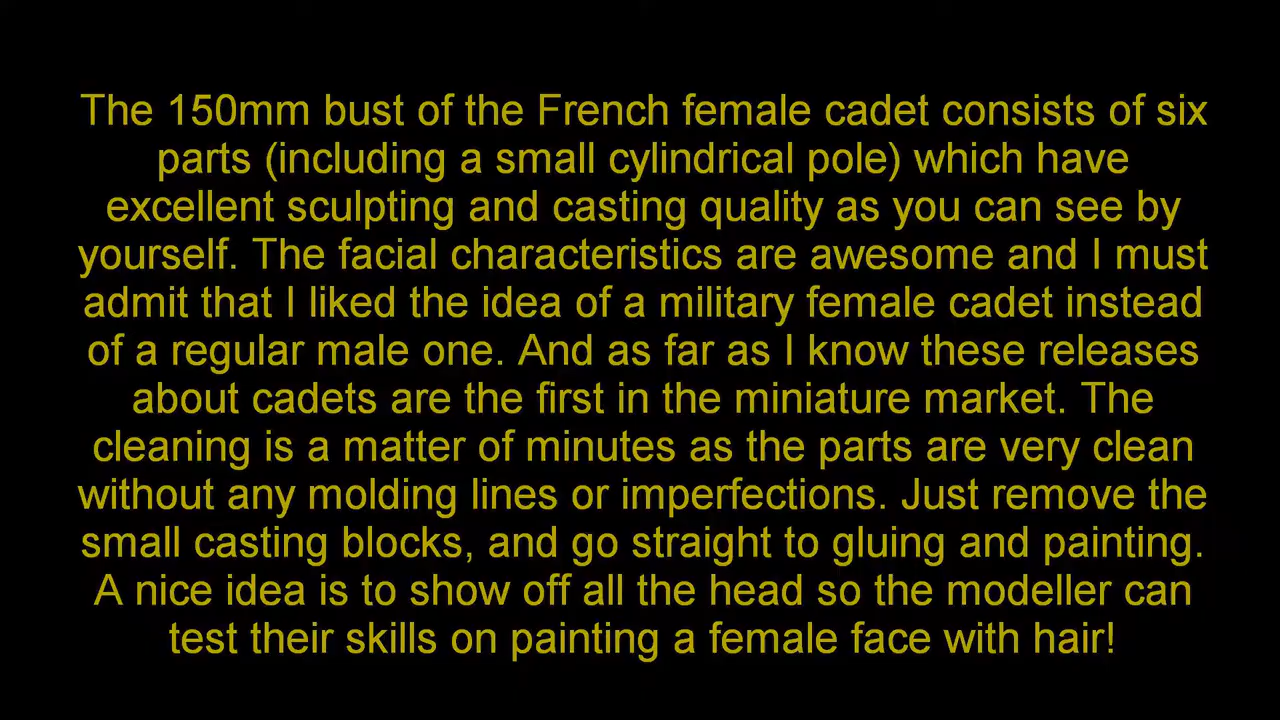 The 150mm bust of the French female cadet consists of six
parts (including a small cylindrical pole) which have
excellent sculpting and casting quality as you can see by
yourself. The facial characteristics are awesome and I must
admit that I liked the idea of a military female cadet instead
of a regular male one. And as far as I know these releases
about cadets are the first in the miniature market. The
cleaning is a matter of minutes as the parts are very clean
without any molding lines or imperfections. Just remove the
small casting blocks, and go straight to gluing and painting.
A nice idea is to show off all the head so the modeller can
test their skills on painting a female face with hair!